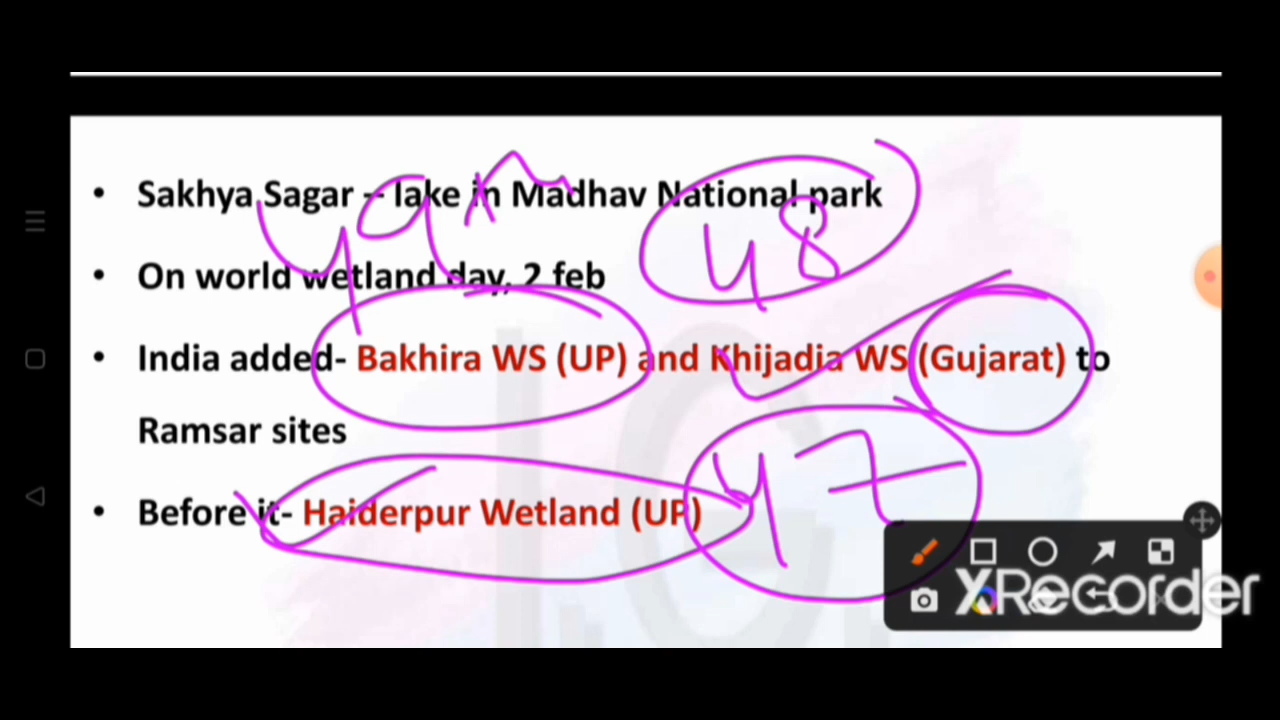 • Sakhya Sagar – lake in Madhav National park
48
• On world wetland day, 2 feb
• India added- Bakhira WS (UP) and Khijadia WS (Gujarat) to
Ramsar sites
• Before it- Haiderpur Wetland (UP)
47
XRecorder